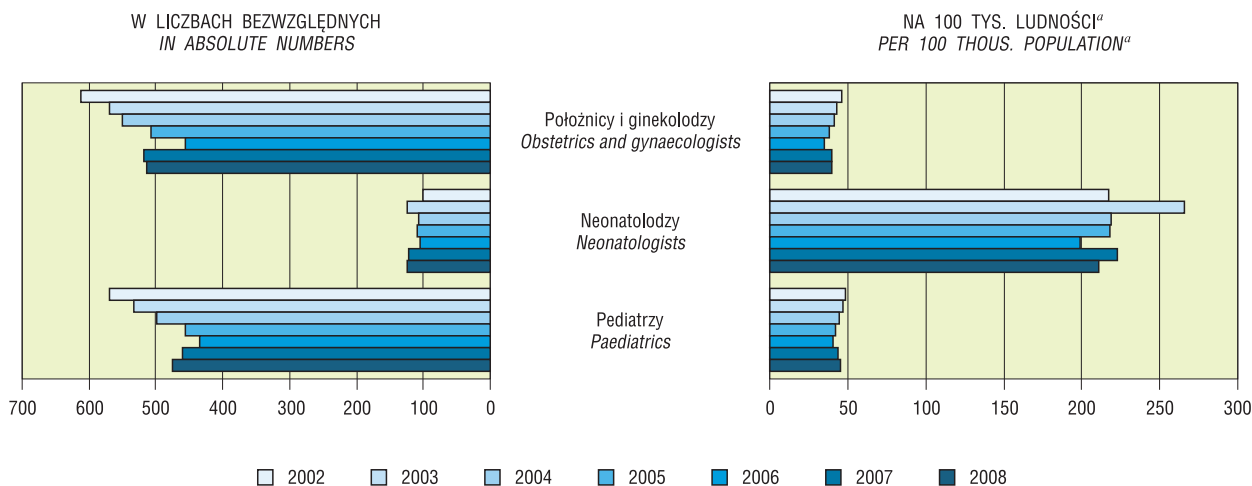 W LICZBACH BEZWZGLĘDNYCH
IN ABSOLUTE NUMBERS
NA 100 TYS. LUDNOŚCIᵃ
PER 100 THOUS. POPULATIONᵃ
Położnicy i ginekolodzy
Obstetrics and gynaecologists
Neonatolodzy
Neonatologists
Pediatrzy
Paediatrics
700 600 500 400 300 200 100 0
0 50 100 150 200 250 300
2002 2003 2004 2005 2006 2007 2008